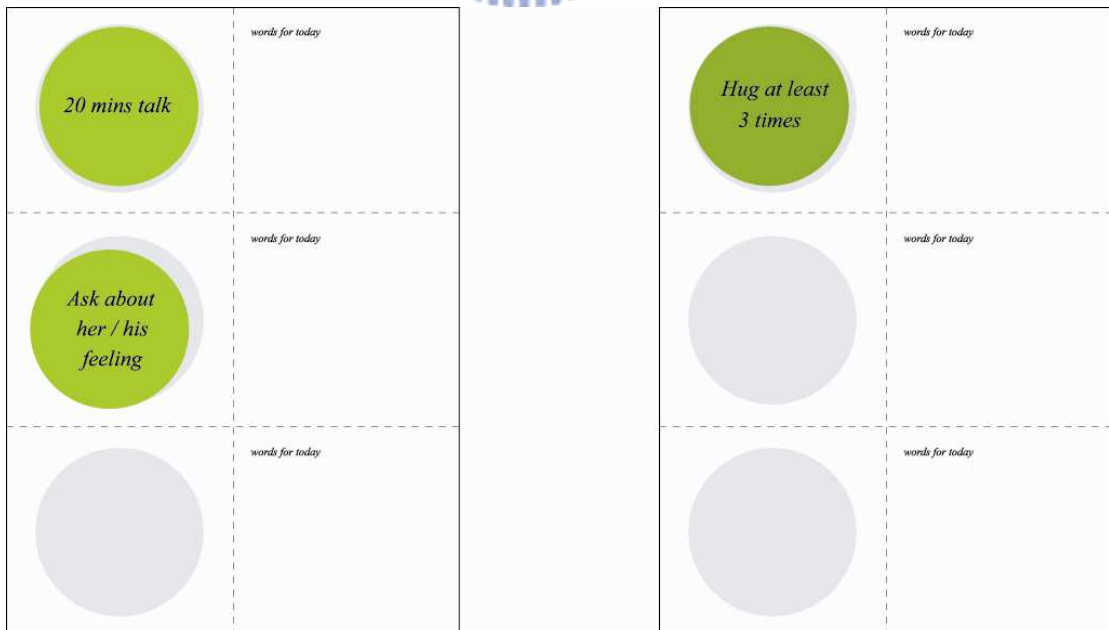 20 mins talk
words for today
Ask about
her / his
feeling
words for today
words for today
Hug at least
3 times
words for today
words for today
words for today